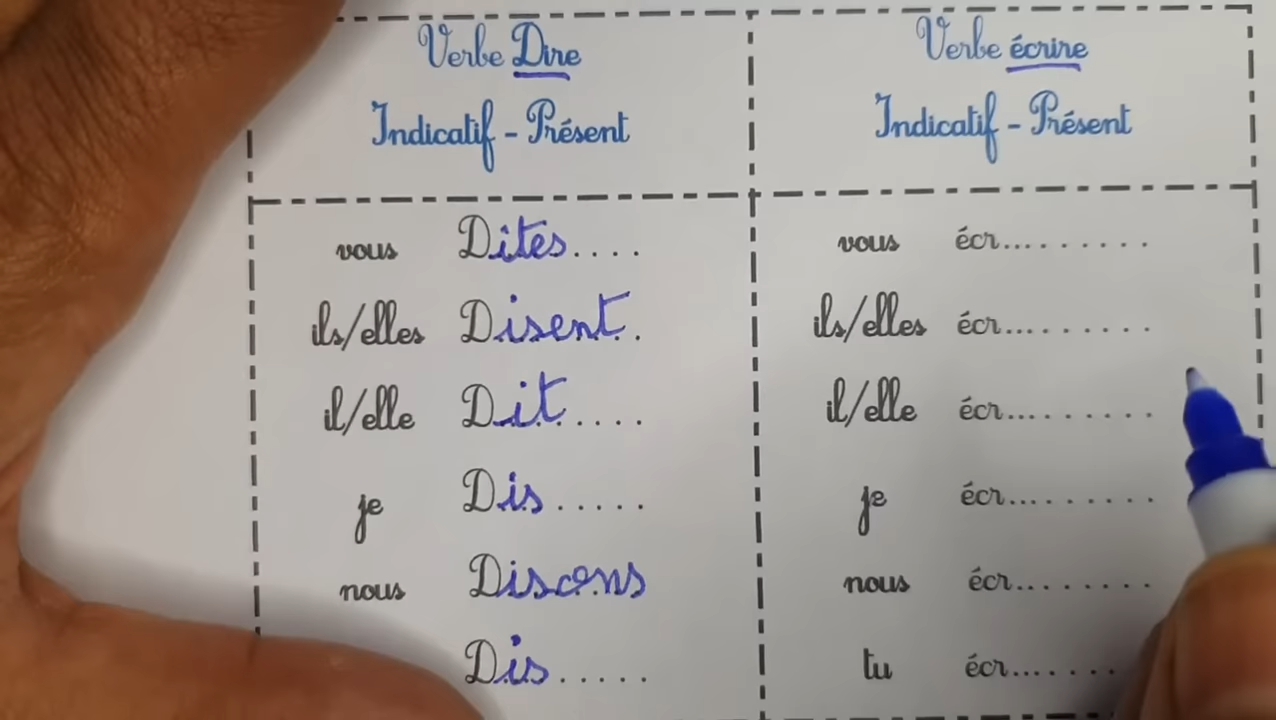 Verbe Dire
Indicatif - Présent
vous Dites....
ils/elles Disent..
il/elle Dit.....
je Dis.....
nous Disons
Dis.....
Verbe écrire
Indicatif - Présent
vous écr.........
ils/elles écr.........
il/elle écr.........
je écr.........
nous écr.........
tu écr.......